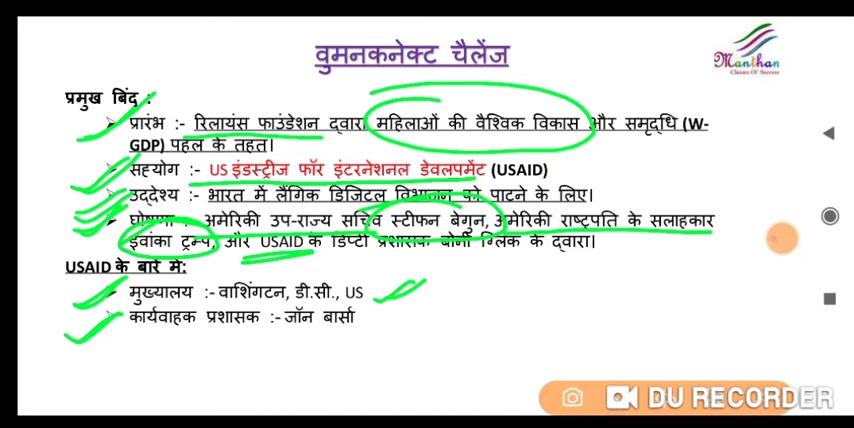 वुमनकनेक्ट चैलेंज
Manthan
Classes Of Success
प्रमुख बिंदु :
प्रारंभ :- रिलायंस फाउंडेशन द्वारा महिलाओं की वैश्विक विकास और समृद्धि (W-
GDP) पहल के तहत।
सहयोग :- US इंडस्ट्रीज फॉर इंटरनेशनल डेवलपमेंट (USAID)
उद्देश्य :- भारत में लैंगिक डिजिटल विभाजन को पाटने के लिए।
घोषणा :- अमेरिकी उप-राज्य सचिव स्टीफन बेगुन, अमेरिकी राष्ट्रपति के सलाहकार
इवांका ट्रम्प, और USAID के डिप्टी प्रशासक बोनी ग्लिक के द्वारा।
USAID के बारे में:
मुख्यालय :- वाशिंगटन, डी.सी., US
कार्यवाहक प्रशासक :- जॉन बार्सा
DU RECORDER